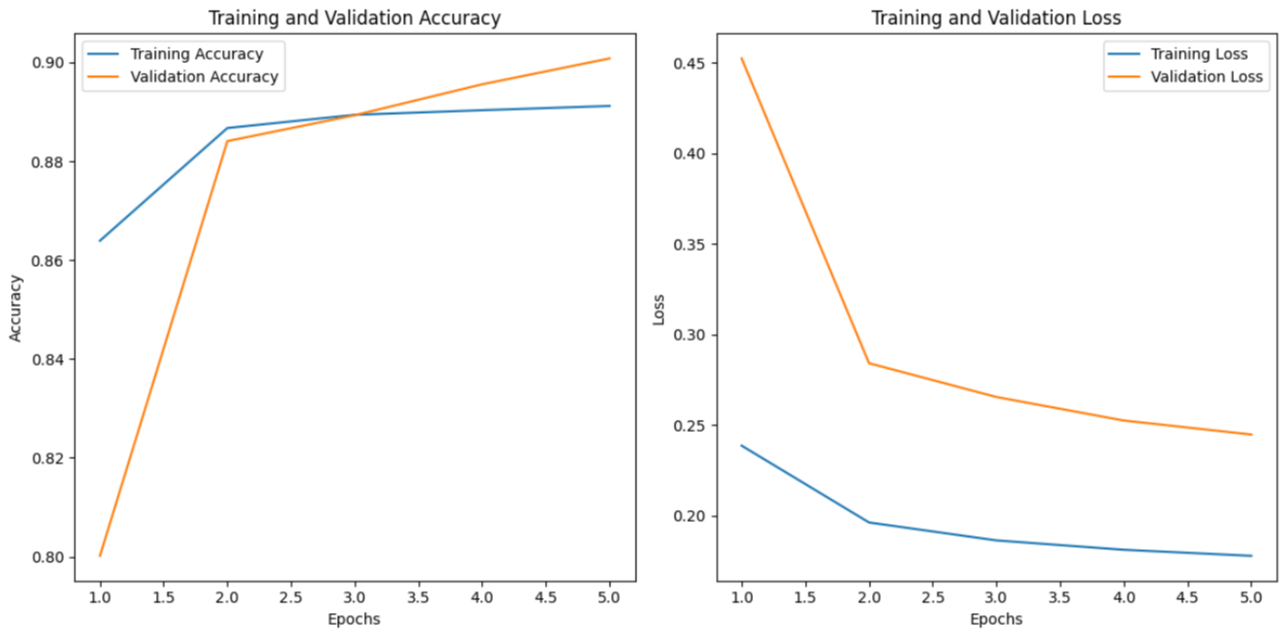 Training and Validation Accuracy
Training Accuracy
Validation Accuracy
Accuracy
0.90
0.88
0.86
0.84
0.82
0.80
1.0 1.5 2.0 2.5 3.0 3.5 4.0 4.5 5.0
Epochs
Training and Validation Loss
Training Loss
Validation Loss
Loss
0.45
0.40
0.35
0.30
0.25
0.20
1.0 1.5 2.0 2.5 3.0 3.5 4.0 4.5 5.0
Epochs